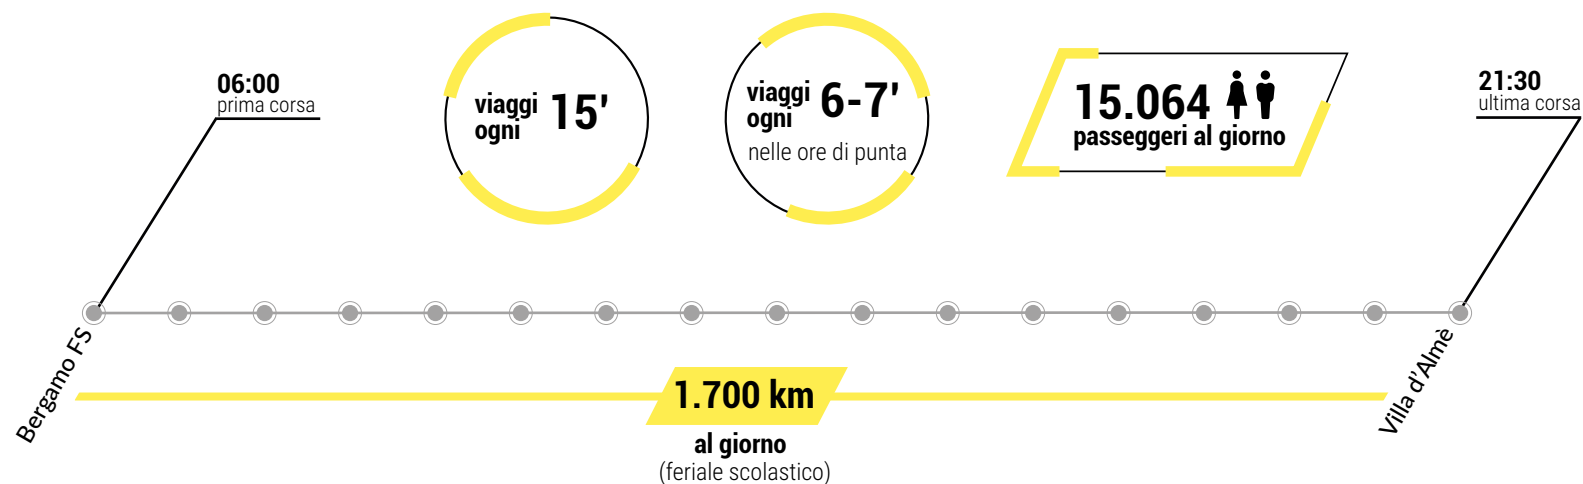 06:00
prima corsa
viaggi
ogni 15'
viaggi
ogni 6-7'
nelle ore di punta
15.064
passeggeri al giorno
21:30
ultima corsa
Bergamo FS
Villa d'Almè
1.700 km
al giorno
(feriale scolastico)